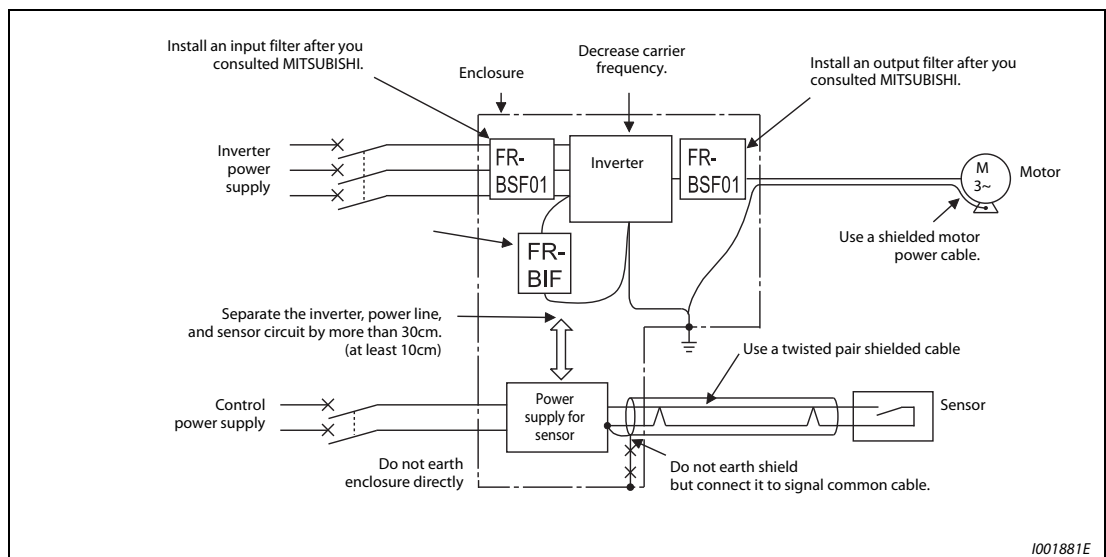 Install an input filter after you
consulted MITSUBISHI.
Enclosure
Decrease carrier
frequency.
Install an output filter after you
consulted MITSUBISHI.
Inverter
power
supply
FR-
BSF01
Inverter
FR-
BSF01
M
3~
Motor
Use a shielded motor
power cable.
FR-
BIF
Separate the inverter, power line,
and sensor circuit by more than 30cm.
(at least 10cm)
Use a twisted pair shielded cable
Control
power supply
Power
supply for
sensor
Sensor
Do not earth
enclosure directly
Do not earth shield
but connect it to signal common cable.
I001881E